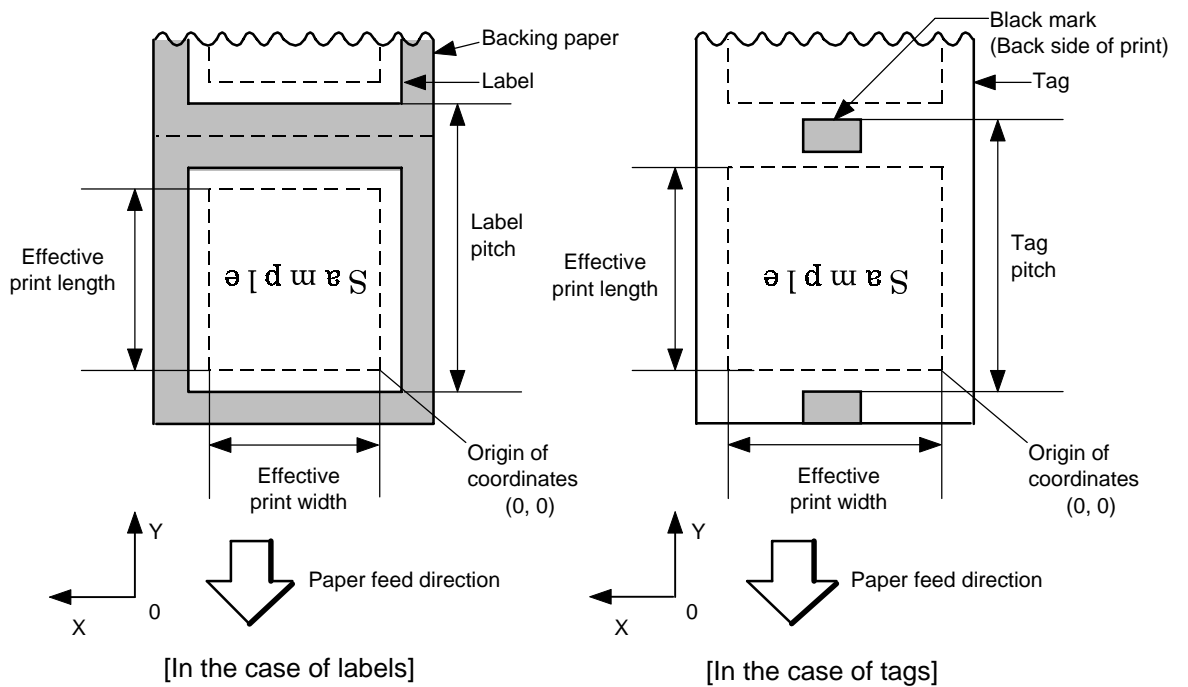 Backing paper
Label
Label
pitch
Effective
print length
Sample
Effective
print width
Origin of
coordinates
(0, 0)
Y
0
X
Paper feed direction
[In the case of labels]
Black mark
(Back side of print)
Tag
Tag
pitch
Effective
print length
Sample
Effective
print width
Origin of
coordinates
(0, 0)
Y
0
X
Paper feed direction
[In the case of tags]